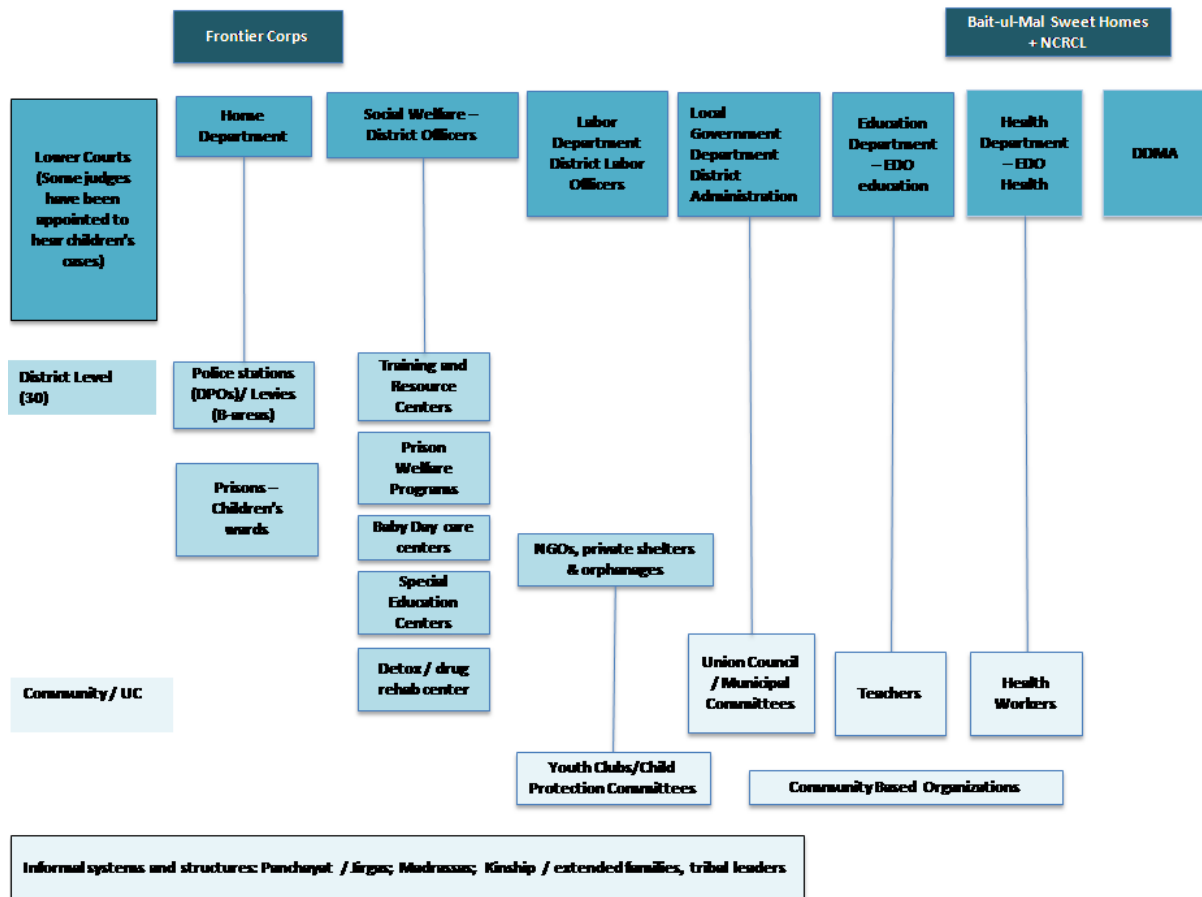 Frontier Corps
Bait-ul-Mal Sweet Homes
+ NCRCL
Lower Courts
(Some judges
have been
appointed to
hear children's
cases)
Home
Department
Social Welfare –
District Officers
Labor
Department
District Labor
Officers
Local
Government
Department
District
Administration
Education
Department
– EDO
education
Health
Department
– EDO
Health
DDMA
District Level
(30)
Police stations
(DPOs)/ Levies
(B-areas)
Training and
Resource
Centers
Prison
Welfare
Programs
Prisons –
Children's
wards
Baby Day care
centers
NGOs, private shelters
& orphanages
Special
Education
Centers
Detox / drug
rehab center
Community / UC
Union Council
/ Municipal
Committees
Teachers
Health
Workers
Youth Clubs/Child
Protection Committees
Community Based Organizations
Informal systems and structures: Panchayat / Jirgas; Madrassas; Kinship / extended families, tribal leaders